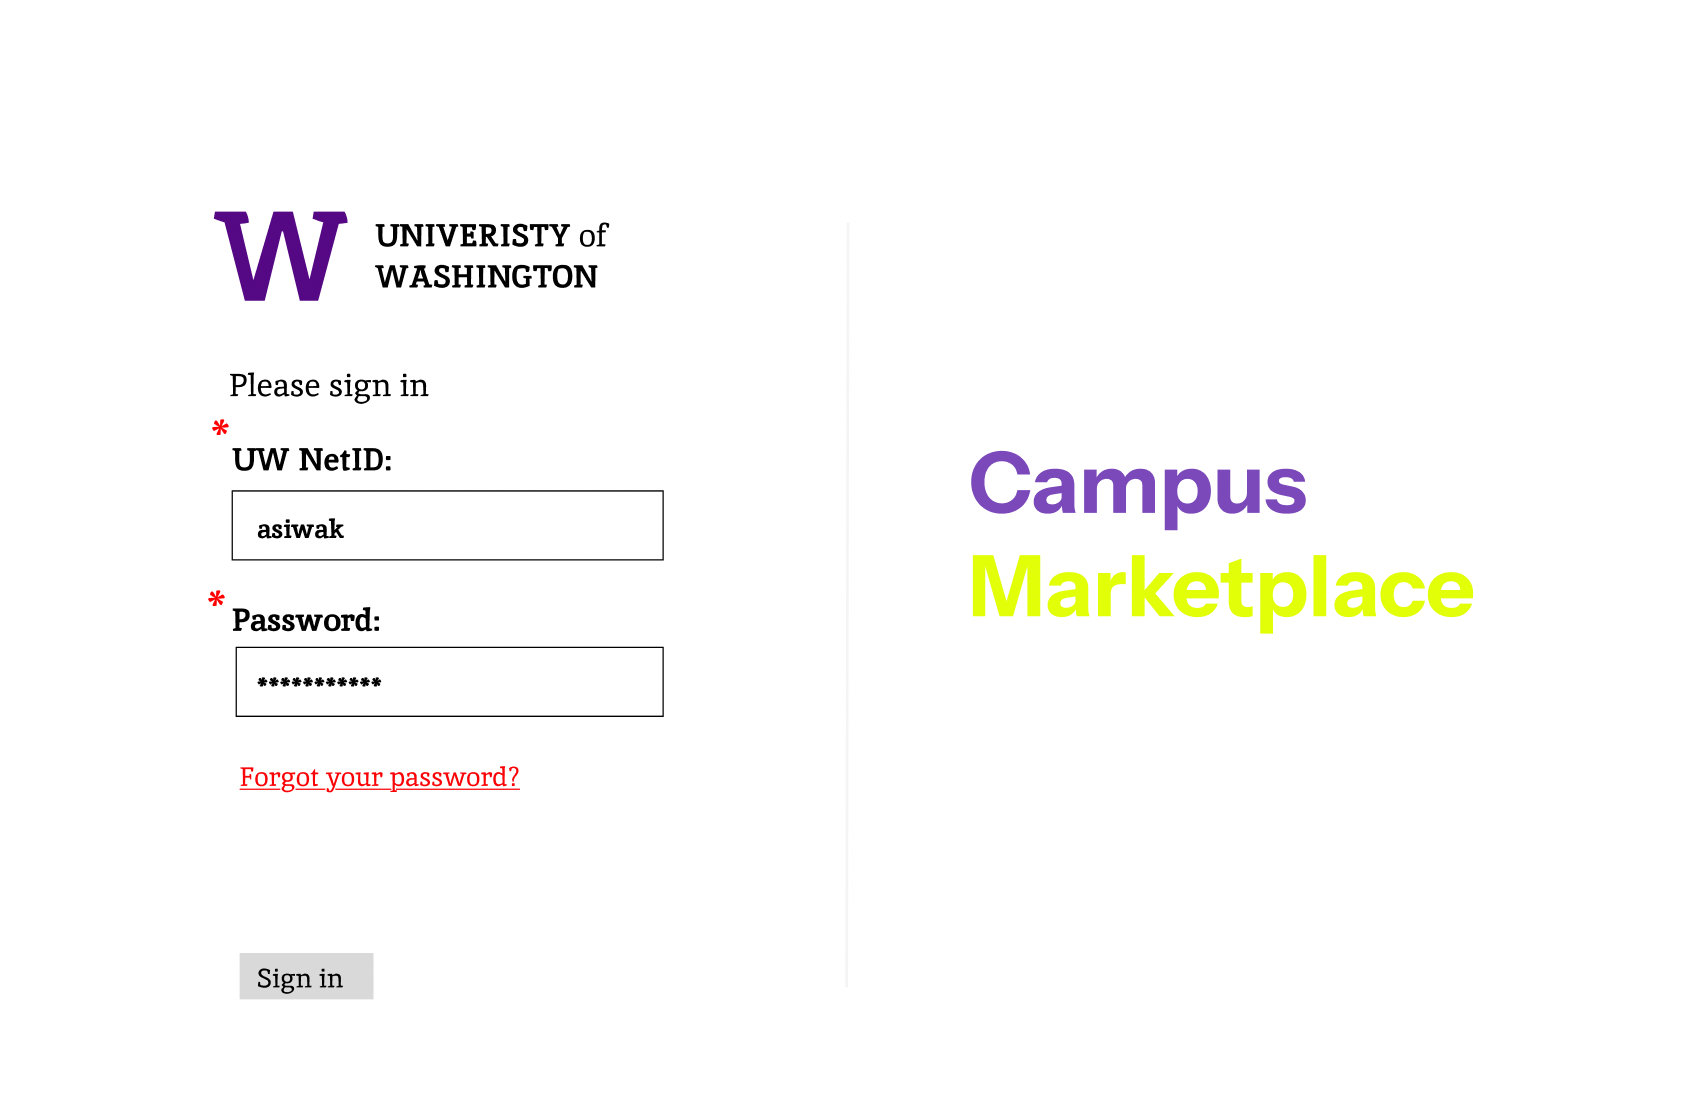 W
UNIVERISTY of
WASHINGTON
Please sign in
*
UW NetID:
asiwak
*
Password:
***********
Forgot your password?
Sign in
Campus
Marketplace